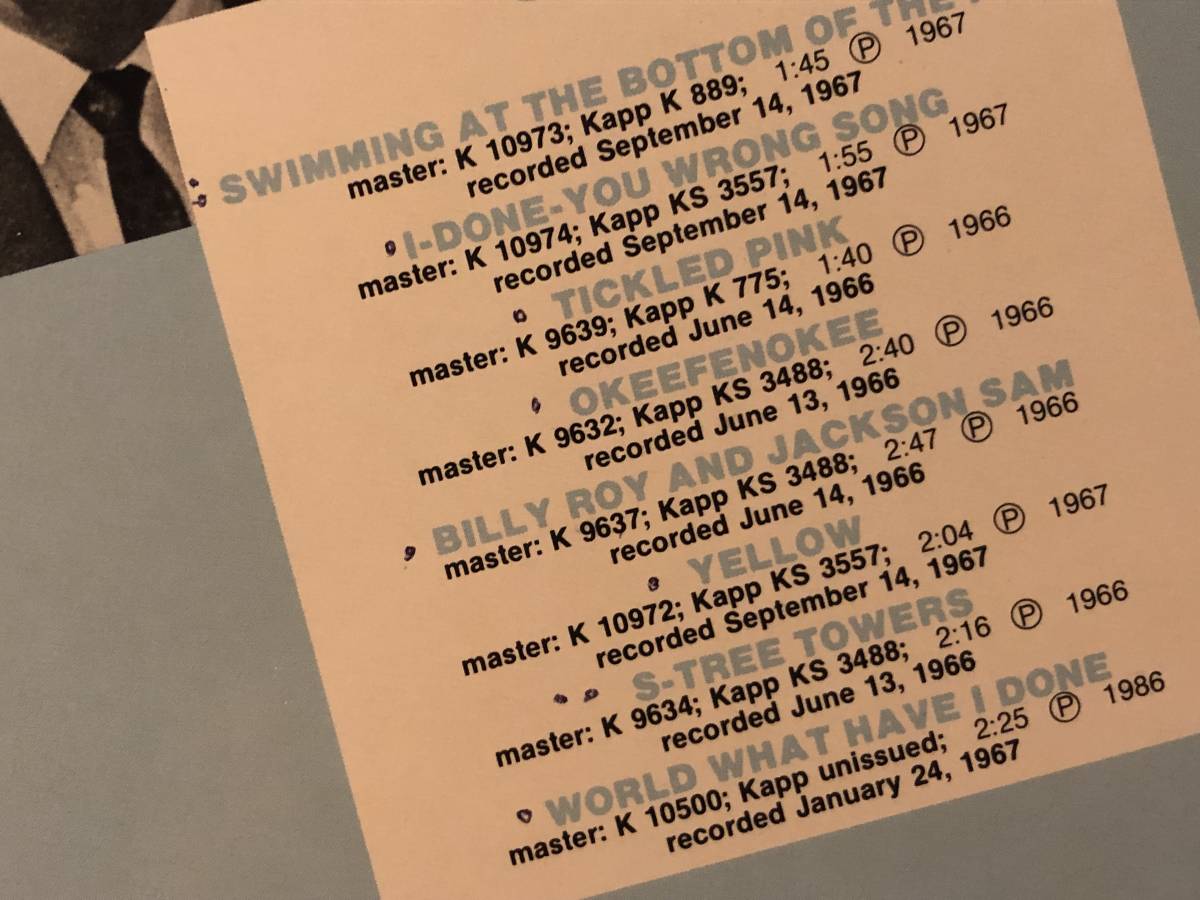 SWIMMING AT THE BOTTOM OF THE
master: K 10973; Kapp K 889; 1:45 Ⓟ 1967
recorded September 14, 1967
I-DONE-YOU WRONG SONG
master: K 10974; Kapp KS 3557; 1:55 Ⓟ 1967
recorded September 14, 1967
TICKLED PINK
master: K 9639; Kapp K 775; 1:40 Ⓟ 1966
recorded June 14, 1966
OKEEFENOKEE
master: K 9632; Kapp KS 3488; 2:40 Ⓟ 1966
recorded June 13, 1966
BILLY ROY AND JACKSON SAM
master: K 9637; Kapp KS 3488; 2:47 Ⓟ 1966
recorded June 14, 1966
YELLOW
master: K 10972; Kapp KS 3557; 2:04 Ⓟ 1967
recorded September 14, 1967
S-TREE TOWERS
master: K 9634; Kapp KS 3488; 2:16 Ⓟ 1966
recorded June 13, 1966
WORLD WHAT HAVE I DONE
master: K 10500; Kapp unissued; 2:25 Ⓟ 1986
recorded January 24, 1967